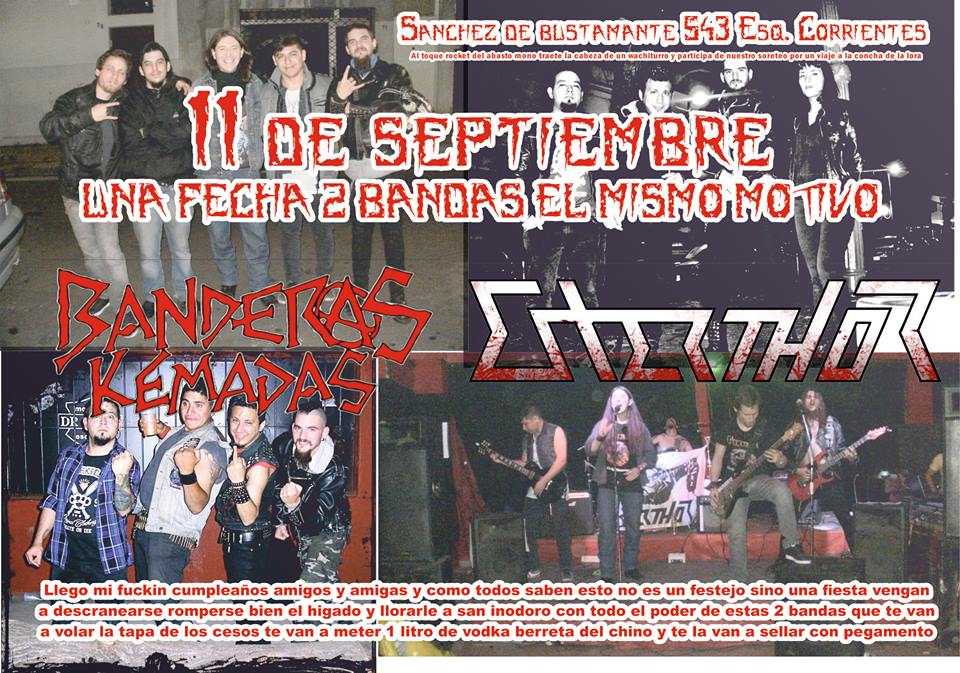 SANCHEZ DE BUSTAMANTE 543 ESQ. CORRIENTES
Al toque rocket del abasto mono traete la cabeza de un wachiturro y participa de nuestro soreteo por un viaje a la concha de la lora
11 DE SEPTIEMBRE
UNA FECHA 2 BANDAS EL MISMO MOTIVO
BANDERAS
KEMADAS
ESTERTHOR
DR
ERTHOR
Llego mi fuckin cumpleaños amigos y amigas y como todos saben esto no es un festejo sino una fiesta vengan
a descranearse romperse bien el higado y llorarle a san inodoro con todo el poder de estas 2 bandas que te van
a volar la tapa de los cesos te van a meter 1 litro de vodka berreta del chino y te la van a sellar con pegamento